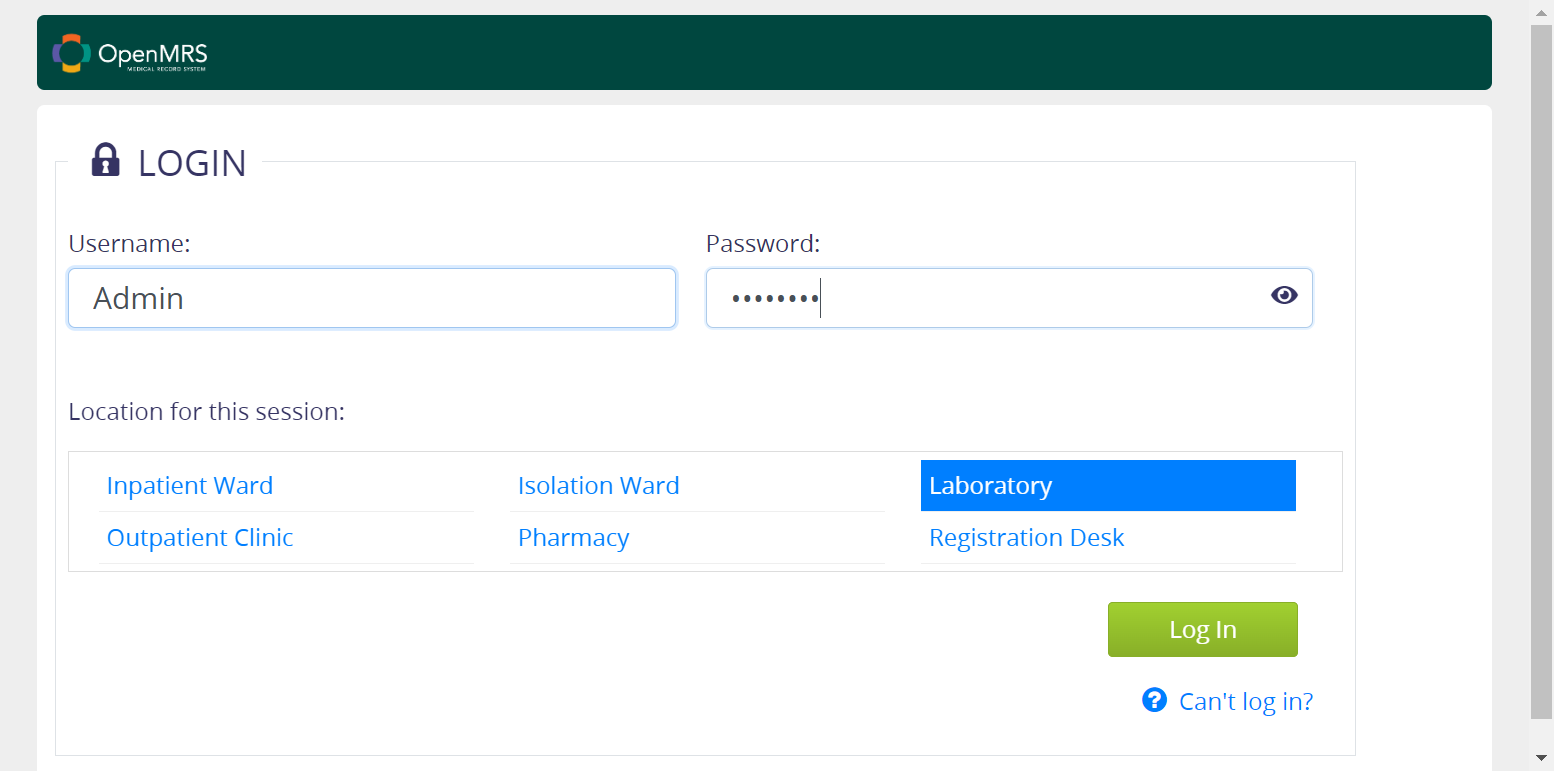 OpenMRS
MEDICAL RECORD SYSTEM
LOGIN
Username:
Password:
Admin
••••••••
Location for this session:
Inpatient Ward
Isolation Ward
Laboratory
Outpatient Clinic
Pharmacy
Registration Desk
Log In
Can't log in?